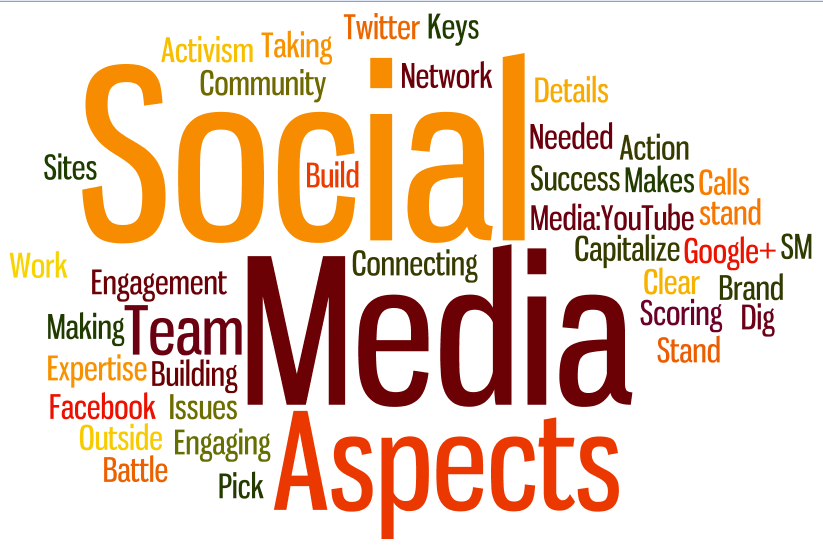 Twitter Keys
Activism Taking
Community Network
Details
Social
Needed Action
Sites
Build
Success Makes Calls
Media:YouTube stand
Capitalize Google+ SM
Work
Connecting
Engagement
Clear Brand
Media
Making Team
Scoring Dig
Stand
Expertise Building
Facebook Issues
Aspects
Outside Engaging
Battle
Pick